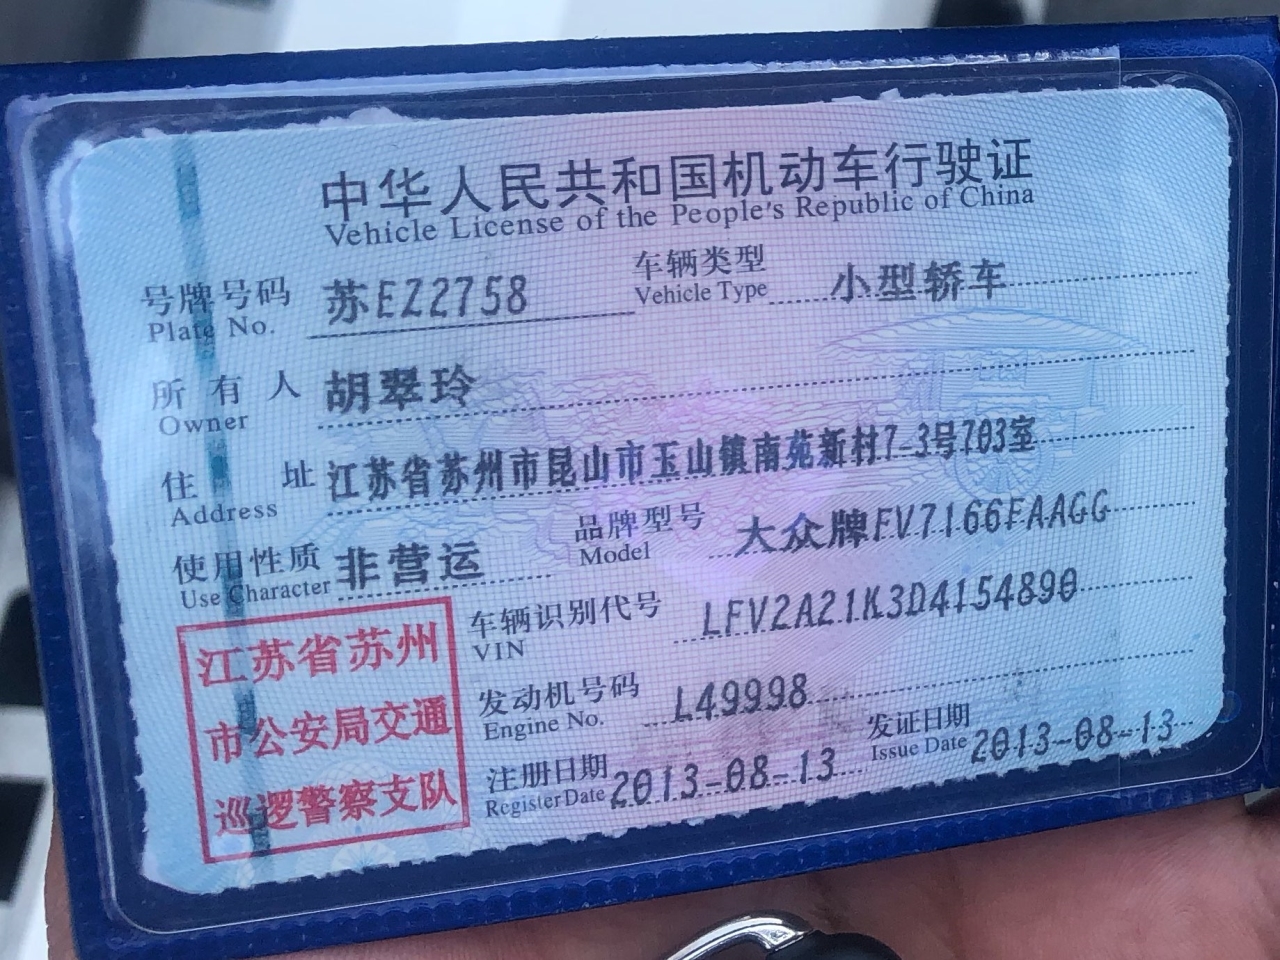 中华人民共和国机动车行驶证
Vehicle License of the People's Republic of China
号牌号码 苏EZ2758 车辆类型 小型轿车
Plate No. Vehicle Type
所有人 胡翠玲
Owner
住址 江苏省苏州市昆山市玉山镇南苑新村7-3号703室
Address
使用性质 非营运 品牌型号 大众牌FV7166FAAGG
Use Character Model
车辆识别代号 LFV2A21K3D4154890
VIN
发动机号码 L49998
Engine No.
注册日期 2013-08-13 发证日期 2013-08-13
Register Date Issue Date
江苏省苏州
市公安局交通
巡逻警察支队